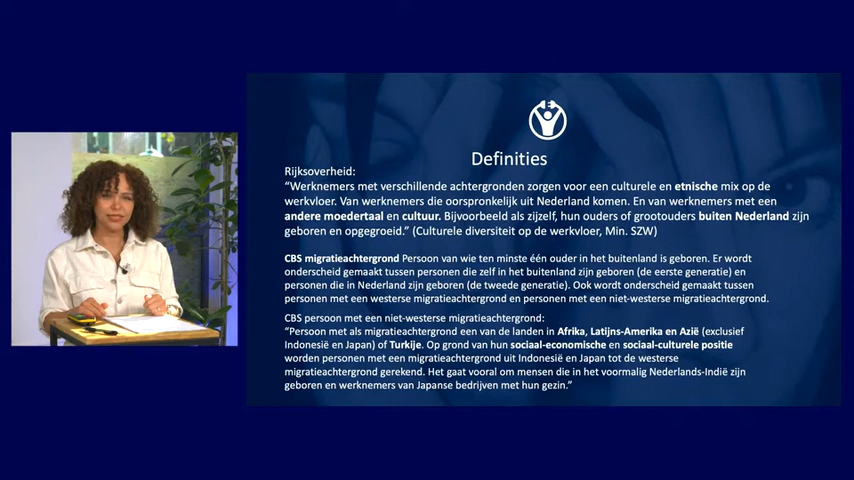 Definities
Rijksoverheid:
“Werknemers met verschillende achtergronden zorgen voor een culturele en etnische mix op de
werkvloer. Van werknemers die oorspronkelijk uit Nederland komen. En van werknemers met een
andere moedertaal en cultuur. Bijvoorbeeld als zijzelf, hun ouders of grootouders buiten Nederland zijn
geboren en opgegroeid.” (Culturele diversiteit op de werkvloer, Min. SZW)
CBS migratieachtergrond Persoon van wie ten minste één ouder in het buitenland is geboren. Er wordt
onderscheid gemaakt tussen personen die zelf in het buitenland zijn geboren (de eerste generatie) en
personen die in Nederland zijn geboren (de tweede generatie). Ook wordt onderscheid gemaakt tussen
personen met een westerse migratieachtergrond en personen met een niet-westerse migratieachtergrond.
CBS persoon met een niet-westerse migratieachtergrond:
“Persoon met als migratieachtergrond een van de landen in Afrika, Latijns-Amerika en Azië (exclusief
Indonesië en Japan) of Turkije. Op grond van hun sociaal-economische en sociaal-culturele positie
worden personen met een migratieachtergrond uit Indonesië en Japan tot de westerse
migratieachtergrond gerekend. Het gaat vooral om mensen die in het voormalig Nederlands-Indië zijn
geboren en werknemers van Japanse bedrijven met hun gezin.”